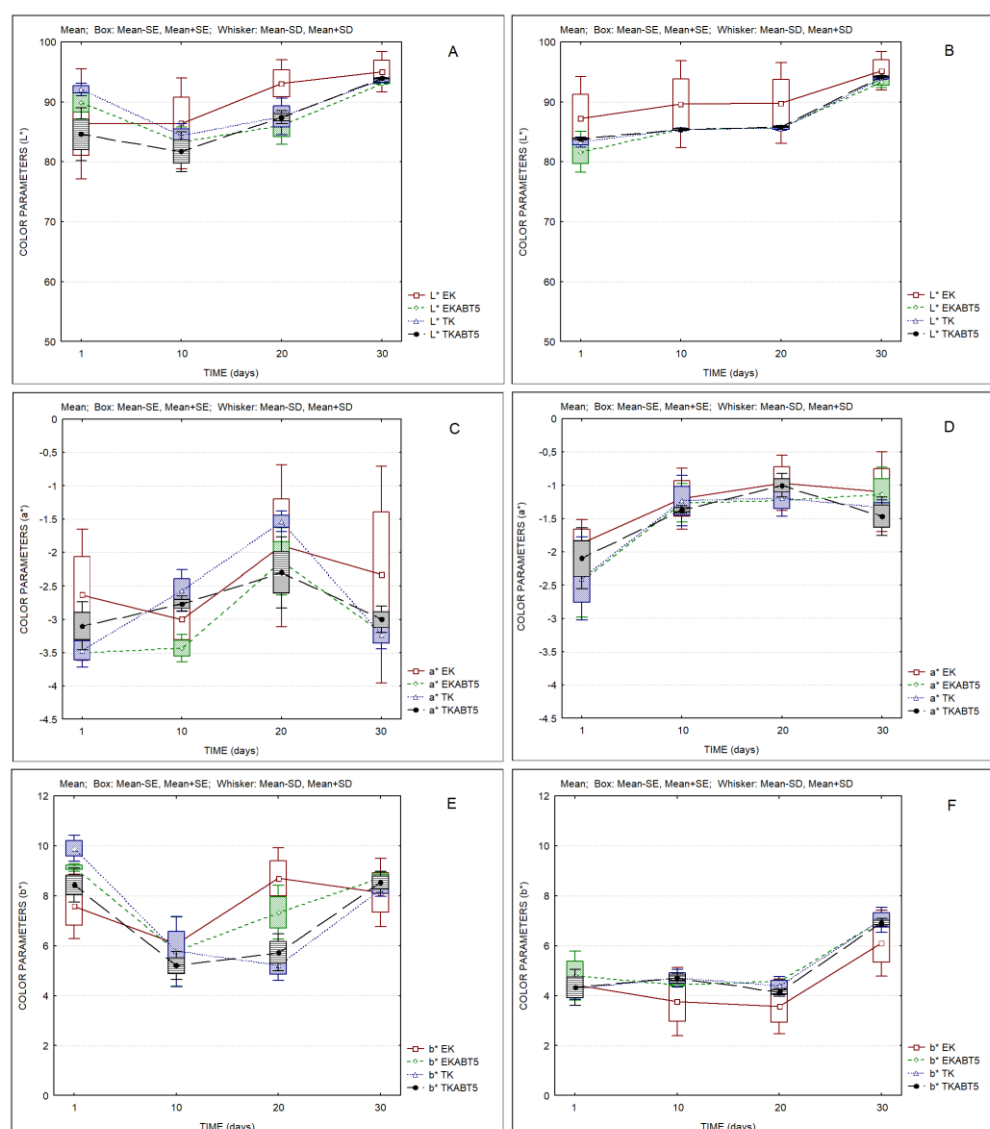 Mean; Box: Mean-SE, Mean+SE; Whisker: Mean-SD, Mean+SD
A
100
90
80
70
60
50
COLOR PARAMETERS (L*)
1 10 20 30
TIME (days)
L* EK
L* EKABT5
L* TK
L* TKABT5
Mean; Box: Mean-SE, Mean+SE; Whisker: Mean-SD, Mean+SD
B
100
90
80
70
60
50
COLOR PARAMETERS (L*)
1 10 20 30
TIME (days)
L* EK
L* EKABT5
L* TK
L* TKABT5
Mean; Box: Mean-SE, Mean+SE; Whisker: Mean-SD, Mean+SD
C
0
-0,5
-1
-1.5
-2
-2.5
-3
-3.5
-4
-4.5
COLOR PARAMETERS (a*)
1 10 20 30
TIME (days)
a* EK
a* EKABT5
a* TK
a* TKABT5
Mean; Box: Mean-SE, Mean+SE; Whisker: Mean-SD, Mean+SD
D
0
-0,5
-1
-1.5
-2
-2.5
-3
-3.5
-4
-4.5
COLOR PARAMETERS (a*)
1 10 20 30
TIME (days)
a* EK
a* EKABT5
a* TK
a* TKABT5
Mean; Box: Mean-SE, Mean+SE; Whisker: Mean-SD, Mean+SD
E
12
10
8
6
4
2
0
COLOR PARAMETERS (b*)
1 10 20 30
TIME (days)
b* EK
b* EKABT5
b* TK
b* TKABT5
Mean; Box: Mean-SE, Mean+SE; Whisker: Mean-SD, Mean+SD
F
12
10
8
6
4
2
0
COLOR PARAMETERS (b*)
1 10 20 30
TIME (days)
b* EK
b* EKABT5
b* TK
b* TKABT5